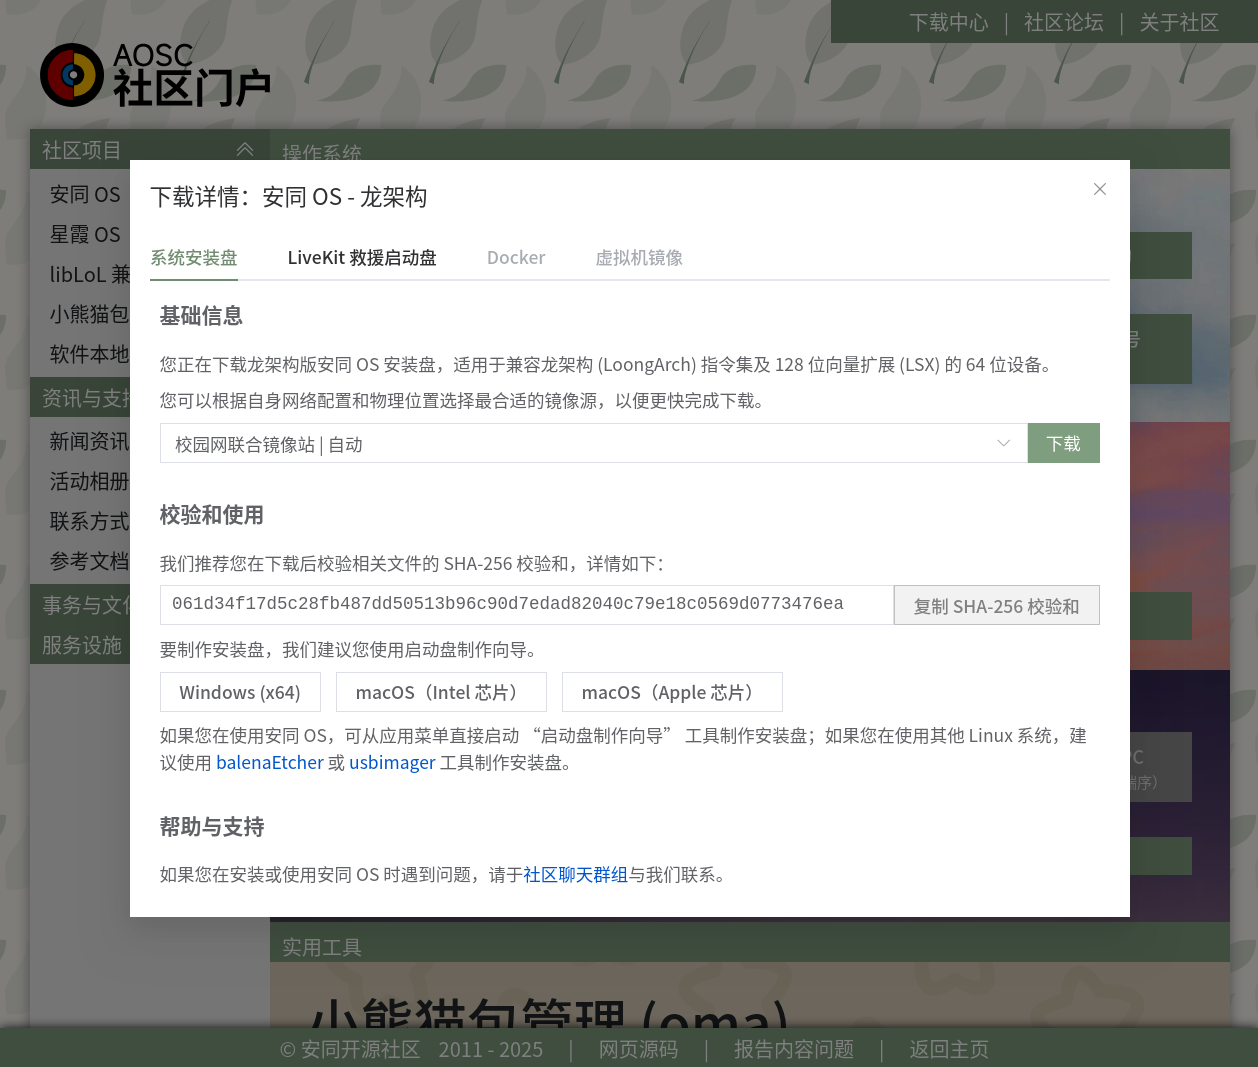 下载中心 | 社区论坛 | 关于社区
AOSC
社区门户
社区项目
操作系统
安同 OS
星霞 OS
libLoL 兼
小熊猫包
软件本地
资讯与支持
新闻资讯
活动相册
联系方式
参考文档
事务与文化
服务设施
下载详情：安同 OS - 龙架构
系统安装盘 LiveKit 救援启动盘 Docker 虚拟机镜像
基础信息
您正在下载龙架构版安同 OS 安装盘，适用于兼容龙架构 (LoongArch) 指令集及 128 位向量扩展 (LSX) 的 64 位设备。
您可以根据自身网络配置和物理位置选择最合适的镜像源，以便更快完成下载。
校园网联合镜像站 | 自动 下载
校验和使用
我们推荐您在下载后校验相关文件的 SHA-256 校验和，详情如下：
061d34f17d5c28fb487dd50513b96c90d7edad82040c79e18c0569d0773476ea 复制 SHA-256 校验和
要制作安装盘，我们建议您使用启动盘制作向导。
Windows (x64) macOS（Intel 芯片） macOS（Apple 芯片）
如果您在使用安同 OS，可从应用菜单直接启动 “启动盘制作向导” 工具制作安装盘；如果您在使用其他 Linux 系统，建
议使用 balenaEtcher 或 usbimager 工具制作安装盘。
帮助与支持
如果您在安装或使用安同 OS 时遇到问题，请于社区聊天群组与我们联系。
号
PC
端序）
实用工具
小熊猫包管理 (oma)
© 安同开源社区 2011 - 2025 | 网页源码 | 报告内容问题 | 返回主页